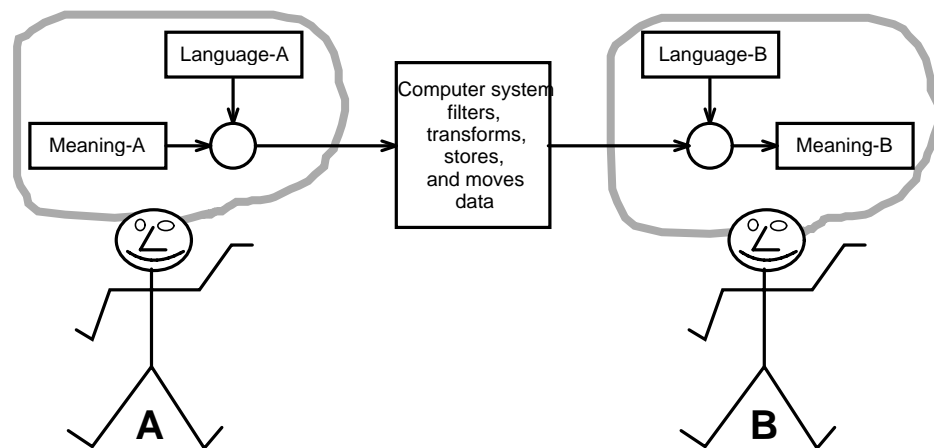 Language-A
Meaning-A
Computer system
filters,
transforms,
stores,
and moves
data
Language-B
Meaning-B
A
B